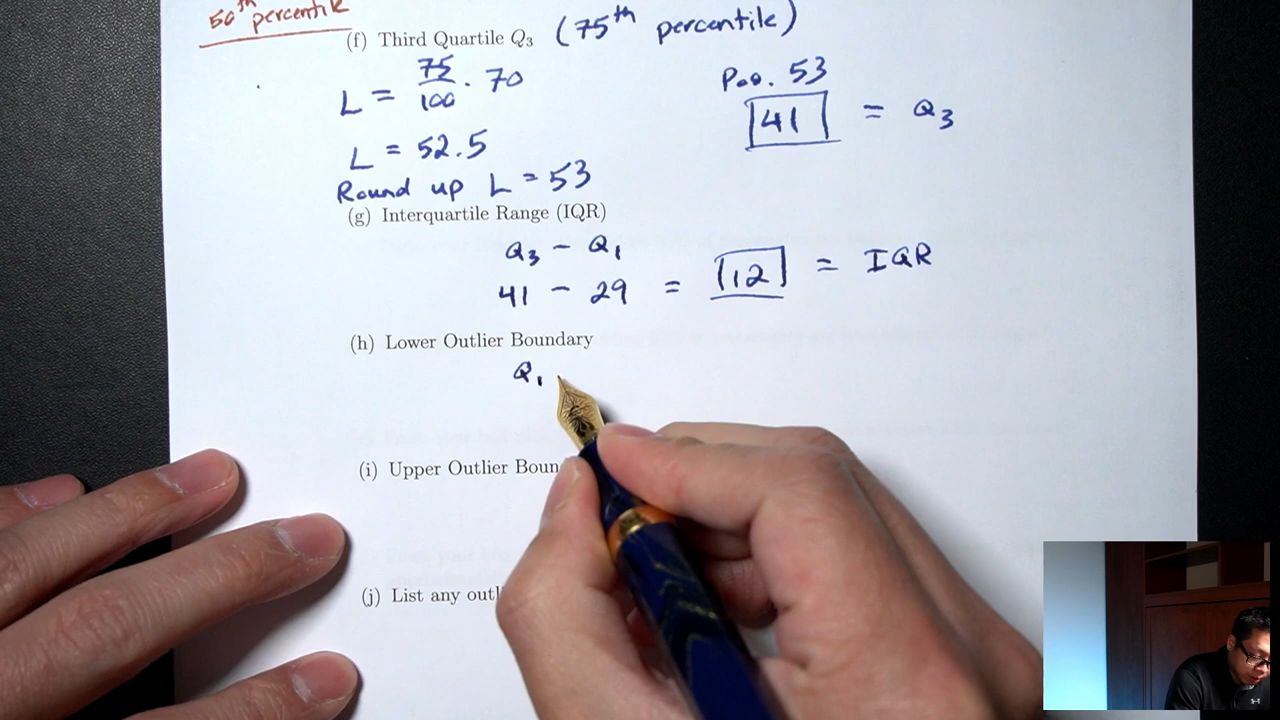 50th percentile
(f) Third Quartile Q3 (75th percentile)
L = 75/100 · 70
Pos. 53
41 = Q3
L = 52.5
Round up L = 53
(g) Interquartile Range (IQR)
Q3 - Q1
41 - 29 = 12 = IQR
(h) Lower Outlier Boundary
Q1
(i) Upper Outlier Boun
(j) List any outl